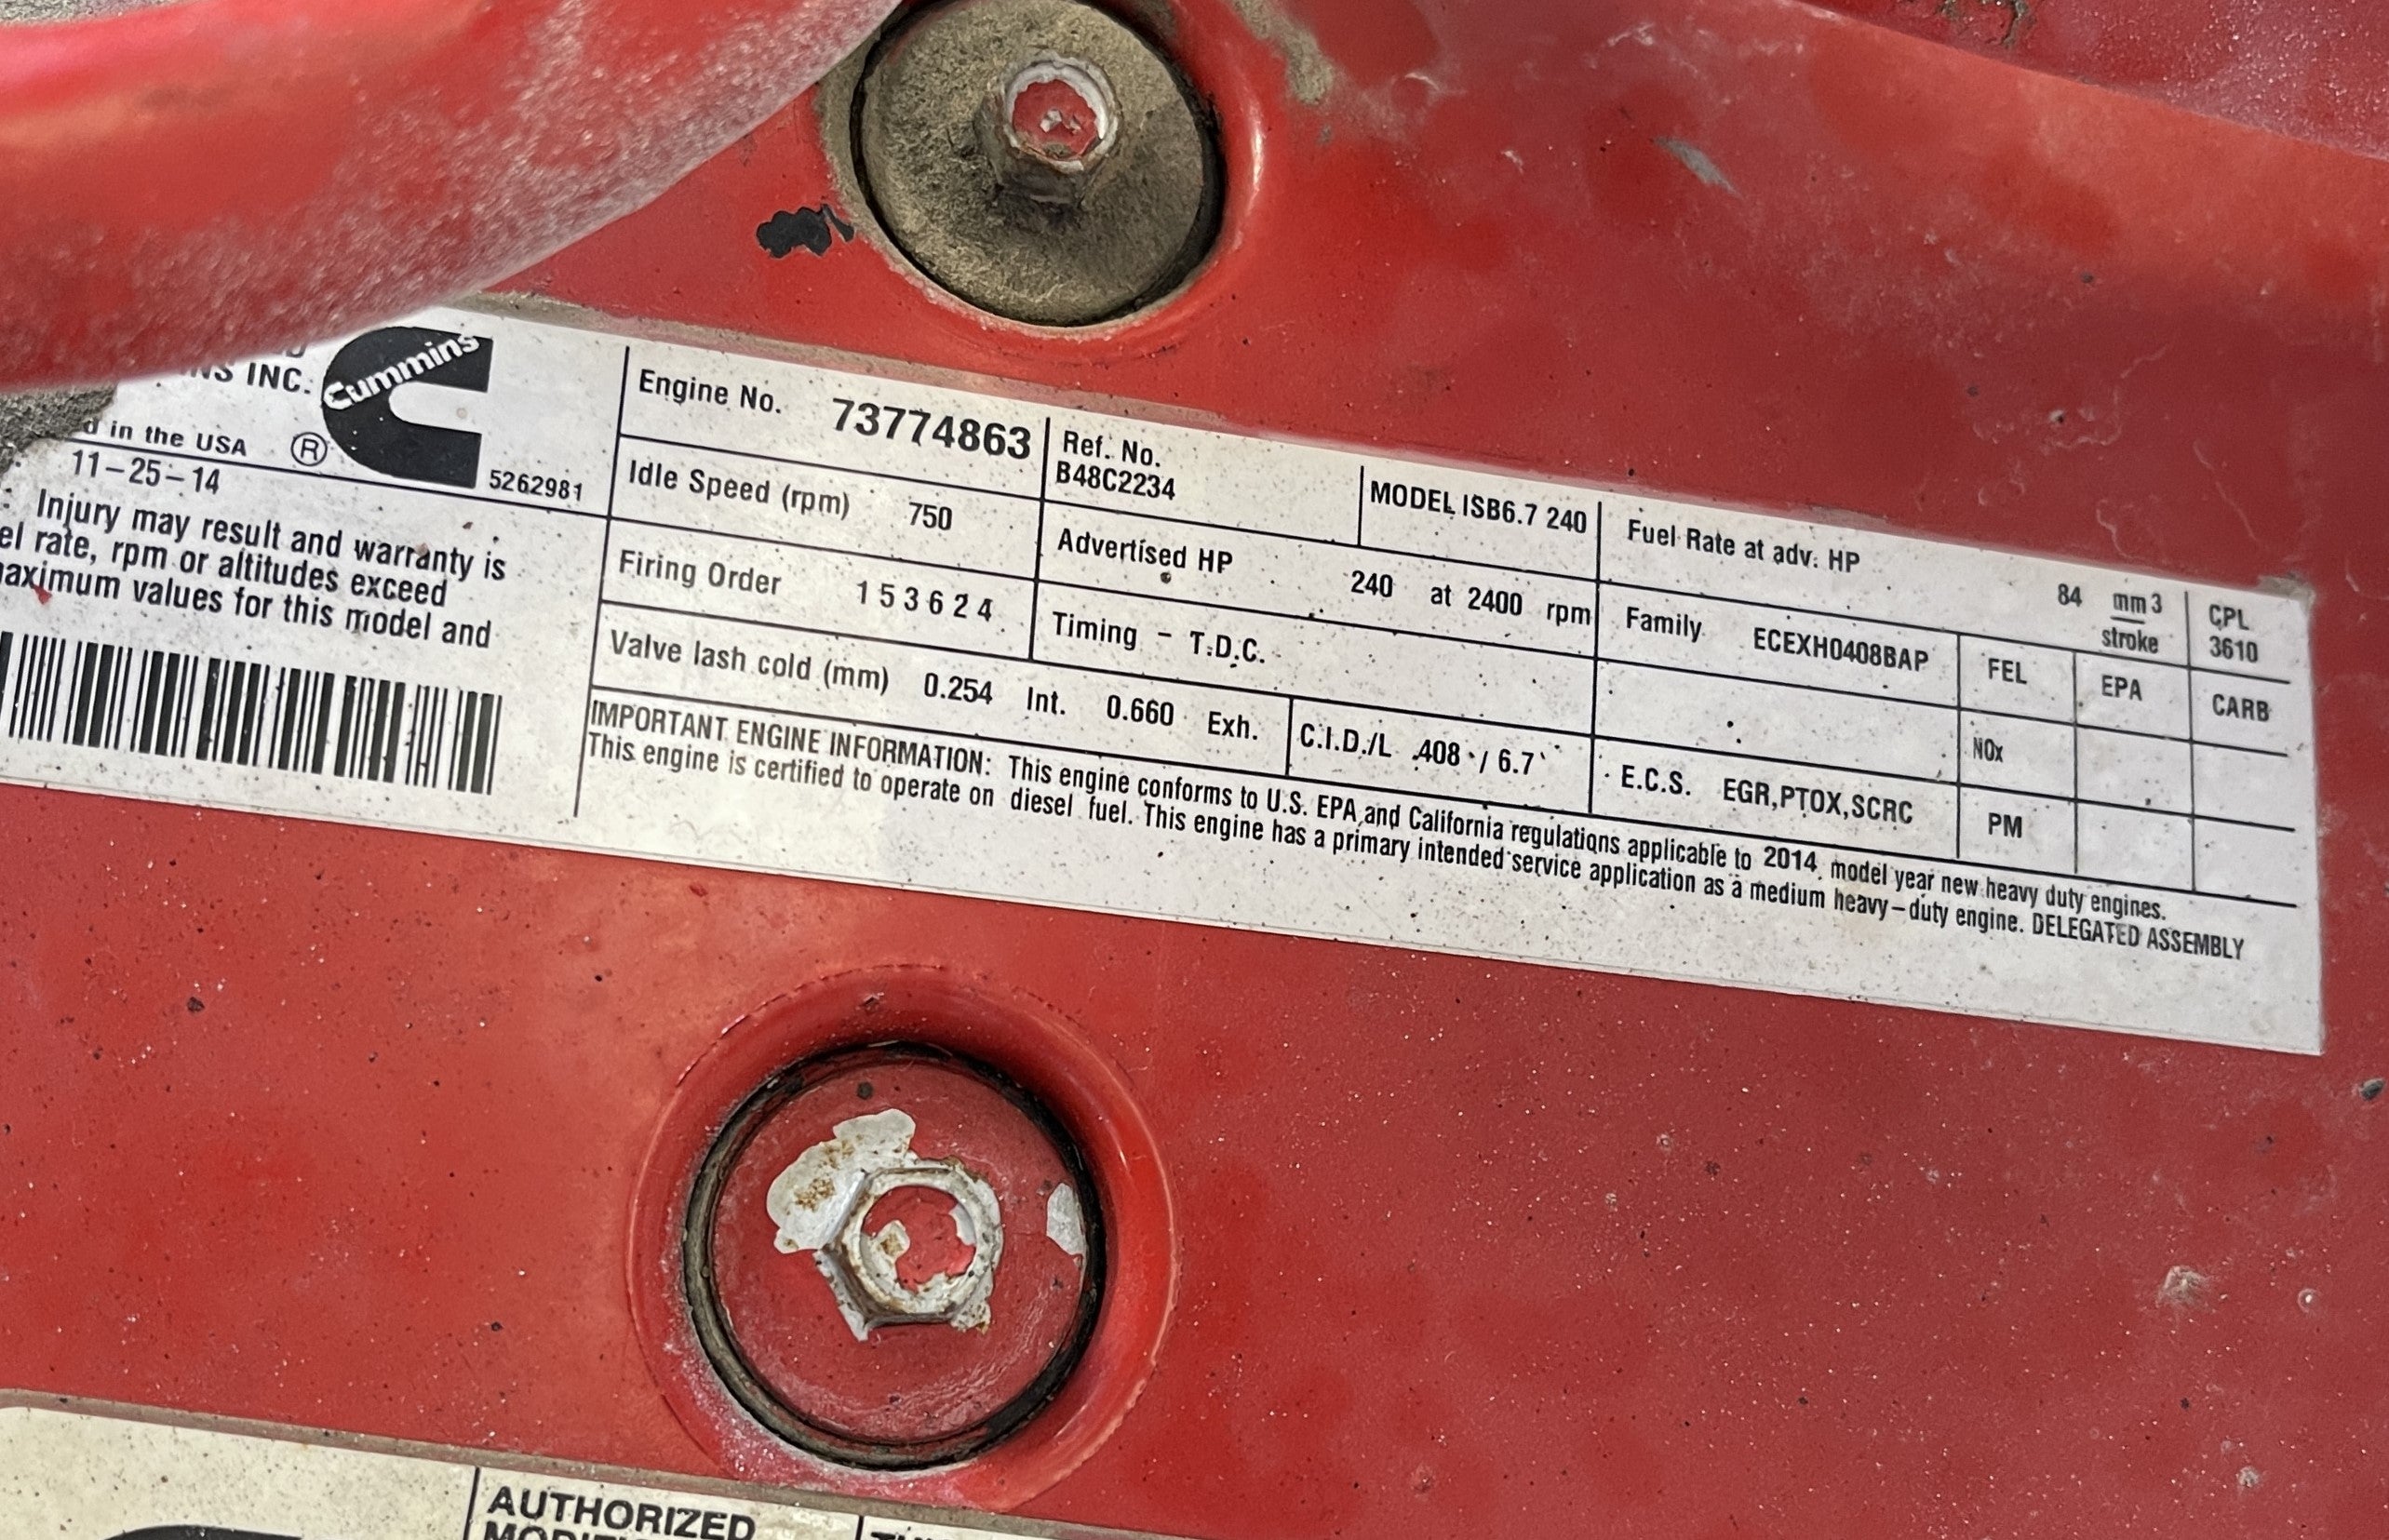 INC.
Cummins
in the USA ®
11-25-14
5262981
Injury may result and warranty is
rate, rpm or altitudes exceed
values for this model and
Engine No. 73774863
Ref. No.
B48C2234
MODEL ISB6.7 240
Fuel Rate at adv. HP 84 mm3
stroke
CPL
3610
Idle Speed (rpm) 750
Advertised HP 240 at 2400 rpm
Family ECEXH0408BAP
FEL EPA CARB
Firing Order 1 5 3 6 2 4
Timing - T.D.C.
NOx
Valve lash cold (mm) 0.254 Int. 0.660 Exh.
C.I.D./L 408 / 6.7
E.C.S. EGR,PTOX,SCRC
PM
IMPORTANT ENGINE INFORMATION: This engine conforms to U.S. EPA and California regulations applicable to 2014 model year new heavy duty engines.
This engine is certified to operate on diesel fuel. This engine has a primary intended service application as a medium heavy-duty engine. DELEGATED ASSEMBLY
AUTHORIZED